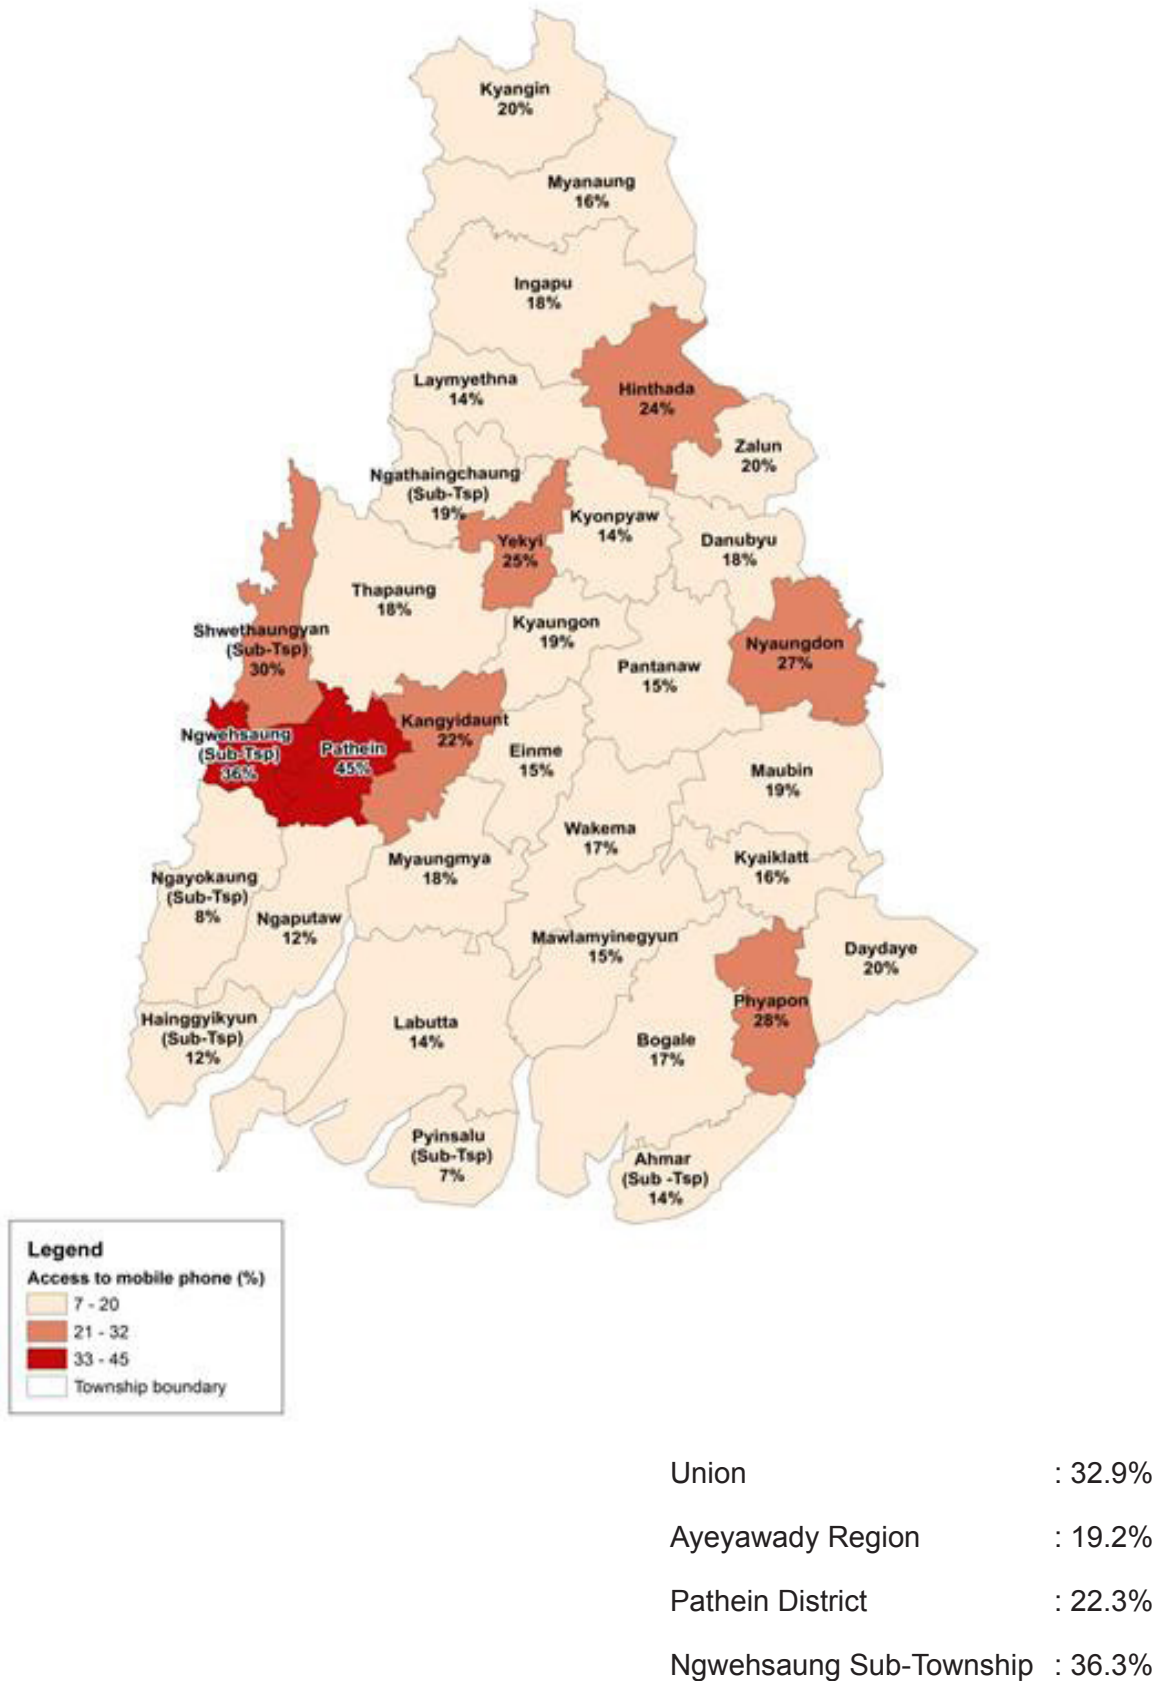 Kyangin
20%
Myanaung
16%
Ingapu
18%
Laymyethna
14%
Hinthada
24%
Zalun
20%
Ngathaingchaung
(Sub-Tsp)
19%
Kyonpyaw
14%
Yekyi
25%
Danubyu
18%
Thapaung
18%
Kyaungon
19%
Shwethaungyan
(Sub-Tsp)
30%
Nyaungdon
27%
Pantanaw
15%
Kangyidaunt
22%
Ngwehsaung
(Sub-Tsp)
36%
Pathein
45%
Einme
15%
Maubin
19%
Wakema
17%
Myaungmya
18%
Kyaiklatt
16%
Ngayokaung
(Sub-Tsp)
8%
Ngaputaw
12%
Mawlamyinegyun
15%
Daydaye
20%
Phyapon
28%
Hainggyikyun
(Sub-Tsp)
12%
Labutta
14%
Bogale
17%
Pyinsalu
(Sub-Tsp)
7%
Ahmar
(Sub -Tsp)
14%
Legend
Access to mobile phone (%)
7 - 20
21 - 32
33 - 45
Township boundary
Union : 32.9%
Ayeyawady Region : 19.2%
Pathein District : 22.3%
Ngwehsaung Sub-Township : 36.3%